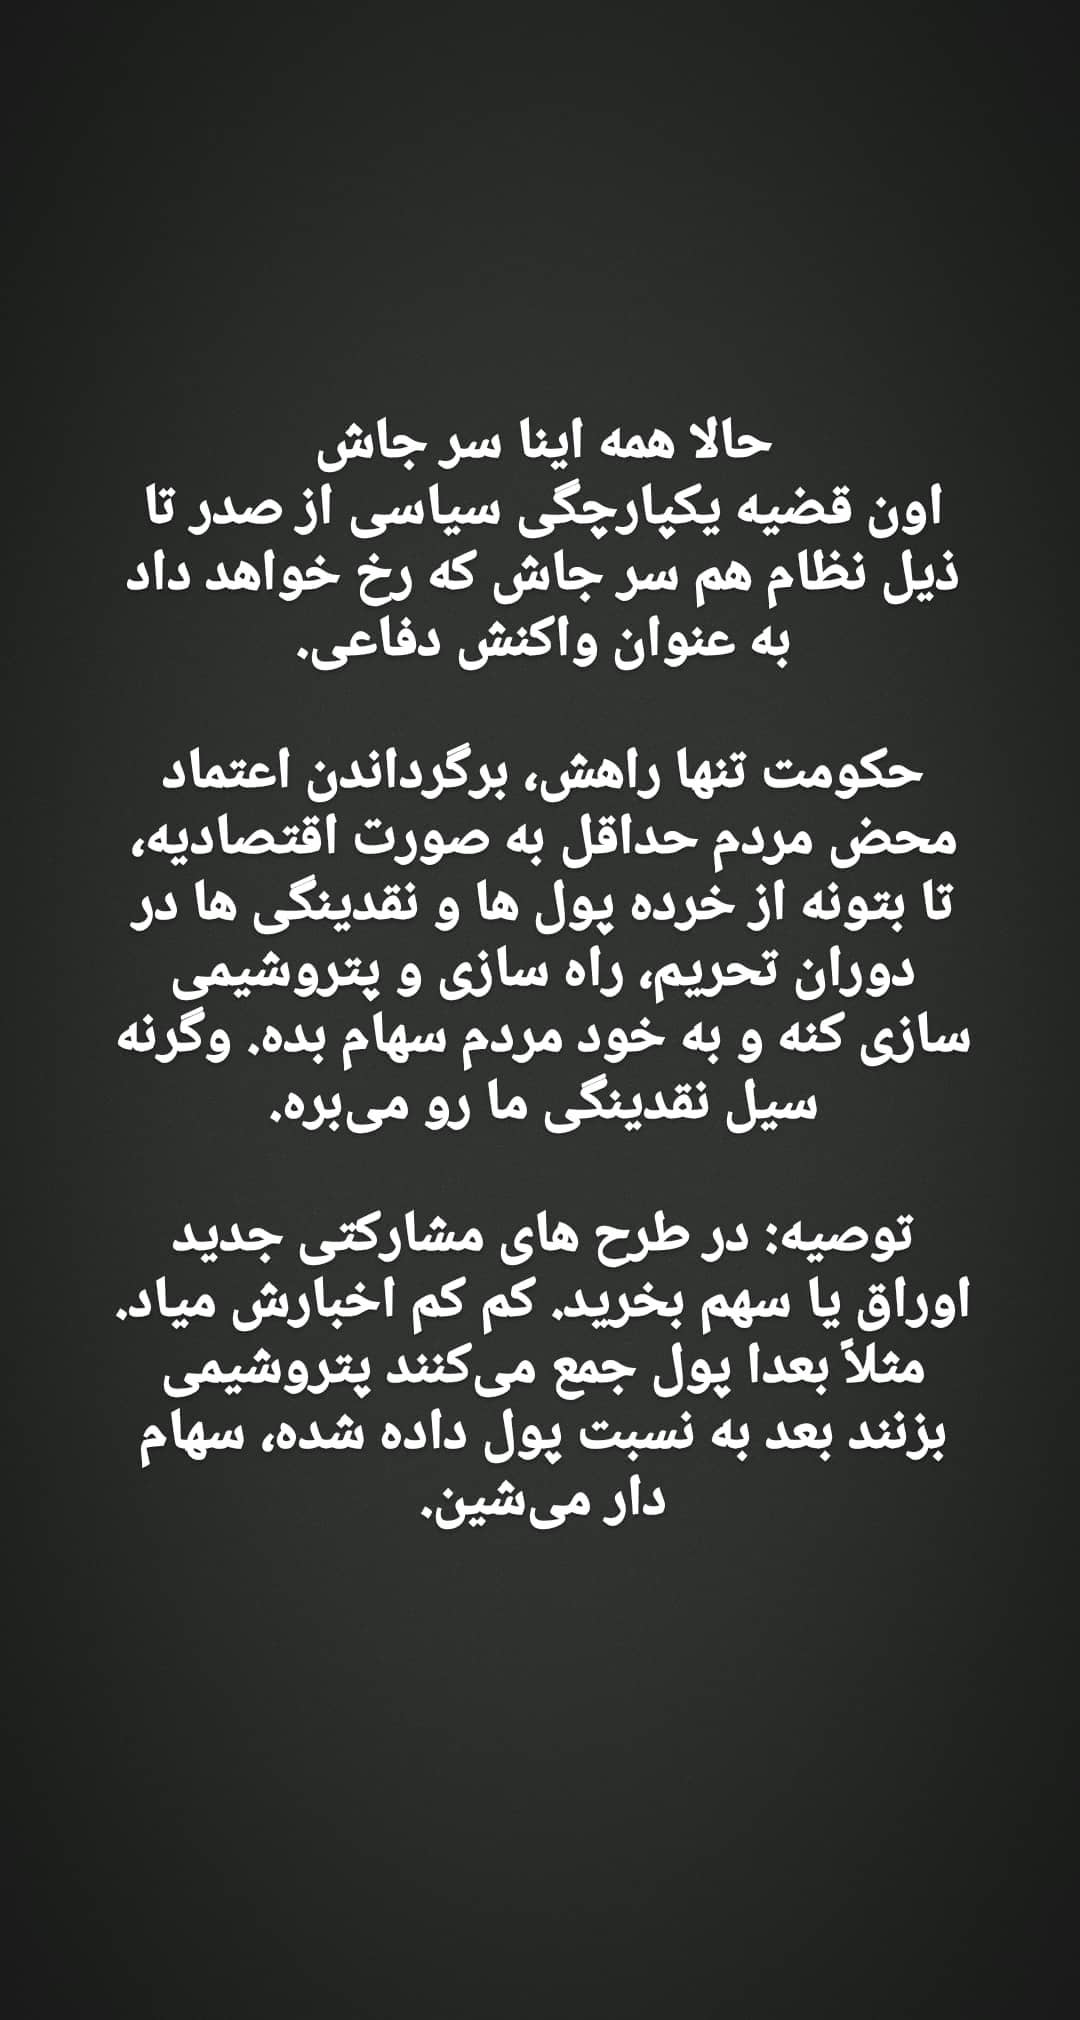 حالا همه اینا سر جاش
اون قضیه یکپارچگی سیاسی از صدر تا
ذیل نظام هم سر جاش که رخ خواهد داد
به عنوان واکنش دفاعی.
حکومت تنها راهش، برگرداندن اعتماد
محض مردم حداقل به صورت اقتصادیه،
تا بتونه از خرده پول ها و نقدینگی ها در
دوران تحریم، راه سازی و پتروشیمی
سازی کنه و به خود مردم سهام بده. وگرنه
سیل نقدینگی ما رو می‌بره.
توصیه: در طرح های مشارکتی جدید
اوراق یا سهم بخرید. کم کم اخبارش میاد.
مثلاً بعدا پول جمع می‌کنند پتروشیمی
بزنند بعد به نسبت پول داده شده، سهام
دار می‌شین.